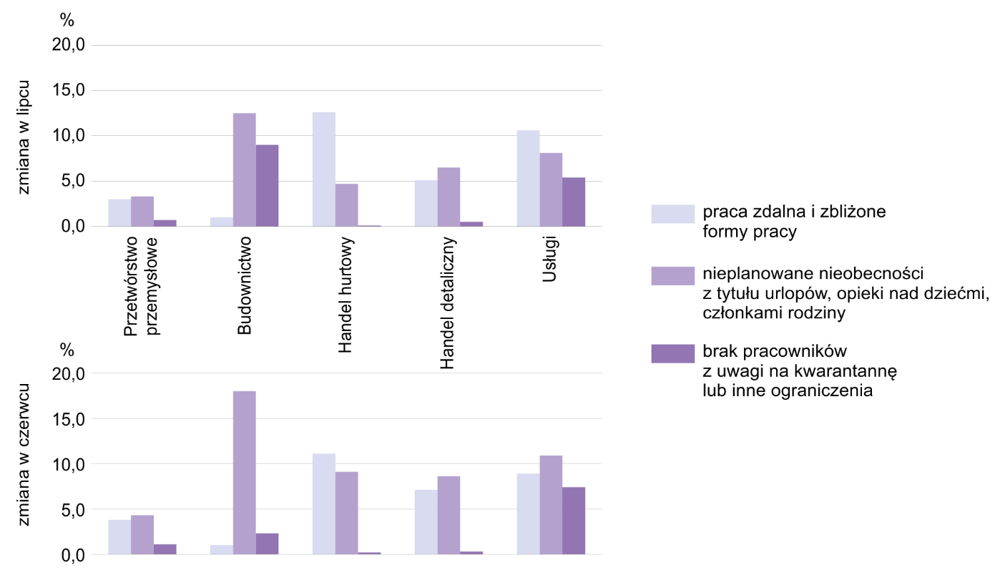 %
20,0
15,0
10,0
5,0
0,0
zmiana w lipcu
Przetwórstwo
przemysłowe
Budownictwo
Handel hurtowy
Handel detaliczny
Usługi
%
20,0
15,0
10,0
5,0
0,0
zmiana w czerwcu
praca zdalna i zbliżone
formy pracy
nieplanowane nieobecności
z tytułu urlopów, opieki nad dziećmi,
członkami rodziny
brak pracowników
z uwagi na kwarantannę
lub inne ograniczenia